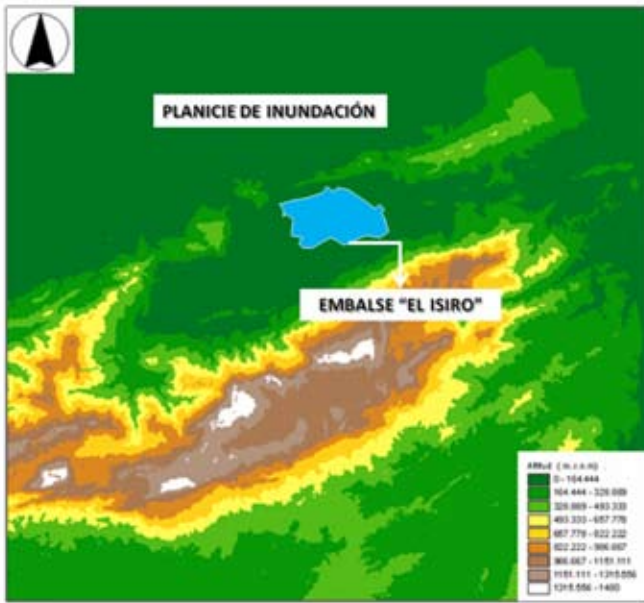 PLANICIE DE INUNDACIÓN
EMBALSE "EL ISIRO"
0 - 164.444
164.444 - 328.889
328.889 - 493.333
493.333 - 657.778
657.778 - 822.222
822.222 - 986.667
986.667 - 1151.111
1151.111 - 1315.556
1315.556 - 1480